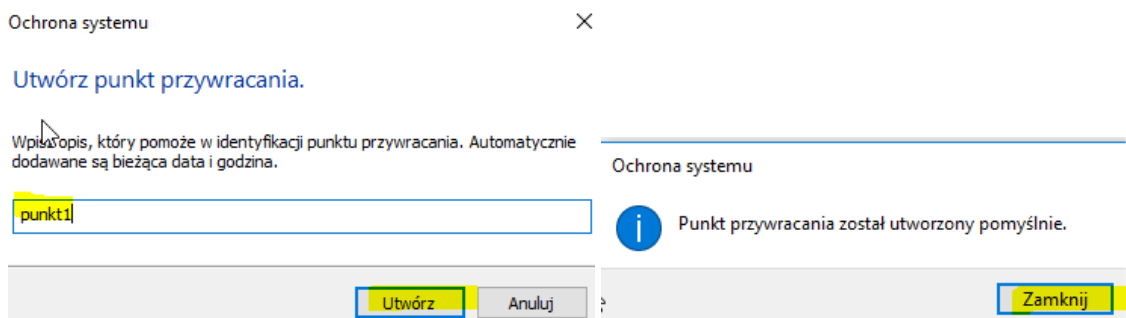 Ochrona systemu
Utwórz punkt przywracania.
Wpisz opis, który pomoże w identyfikacji punktu przywracania. Automatycznie
dodawane są bieżąca data i godzina.
punkt1
Utwórz
Anuluj
Ochrona systemu
Punkt przywracania został utworzony pomyślnie.
Zamknij